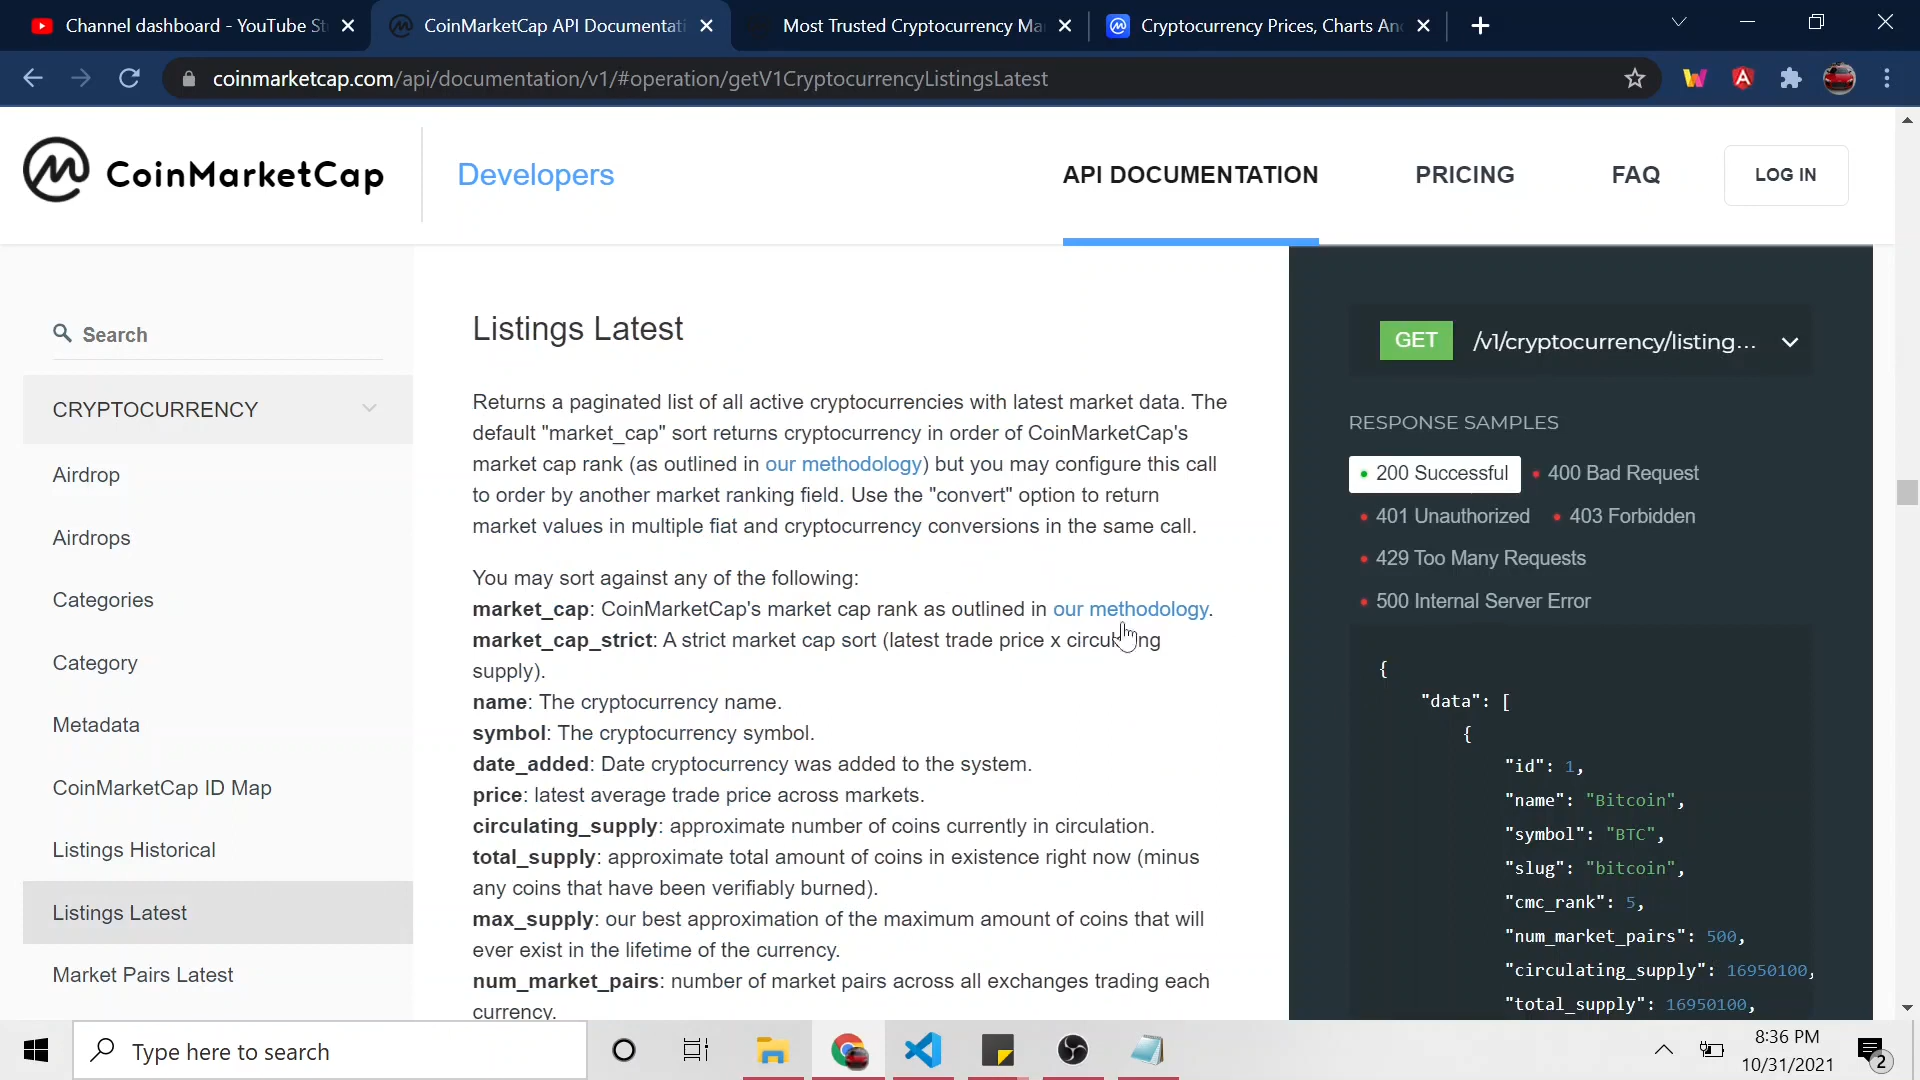 Channel dashboard - YouTube St
CoinMarketCap API Documentati
Most Trusted Cryptocurrency Ma
Cryptocurrency Prices, Charts An
coinmarketcap.com/api/documentation/v1/#operation/getV1CryptocurrencyListingsLatest
CoinMarketCap
Developers
API DOCUMENTATION
PRICING
FAQ
LOG IN
Search
CRYPTOCURRENCY
Airdrop
Airdrops
Categories
Category
Metadata
CoinMarketCap ID Map
Listings Historical
Listings Latest
Market Pairs Latest
Listings Latest
Returns a paginated list of all active cryptocurrencies with latest market data. The
default "market_cap" sort returns cryptocurrency in order of CoinMarketCap's
market cap rank (as outlined in our methodology) but you may configure this call
to order by another market ranking field. Use the "convert" option to return
market values in multiple fiat and cryptocurrency conversions in the same call.
You may sort against any of the following:
market_cap: CoinMarketCap's market cap rank as outlined in our methodology.
market_cap_strict: A strict market cap sort (latest trade price x circulating
supply).
name: The cryptocurrency name.
symbol: The cryptocurrency symbol.
date_added: Date cryptocurrency was added to the system.
price: latest average trade price across markets.
circulating_supply: approximate number of coins currently in circulation.
total_supply: approximate total amount of coins in existence right now (minus
any coins that have been verifiably burned).
max_supply: our best approximation of the maximum amount of coins that will
ever exist in the lifetime of the currency.
num_market_pairs: number of market pairs across all exchanges trading each
currency.
GET /v1/cryptocurrency/listing...
RESPONSE SAMPLES
200 Successful
400 Bad Request
401 Unauthorized
403 Forbidden
429 Too Many Requests
500 Internal Server Error
{
"data": [
{
"id": 1,
"name": "Bitcoin",
"symbol": "BTC",
"slug": "bitcoin",
"cmc_rank": 5,
"num_market_pairs": 500,
"circulating_supply": 16950100,
"total_supply": 16950100,
Type here to search
8:36 PM
10/31/2021
2